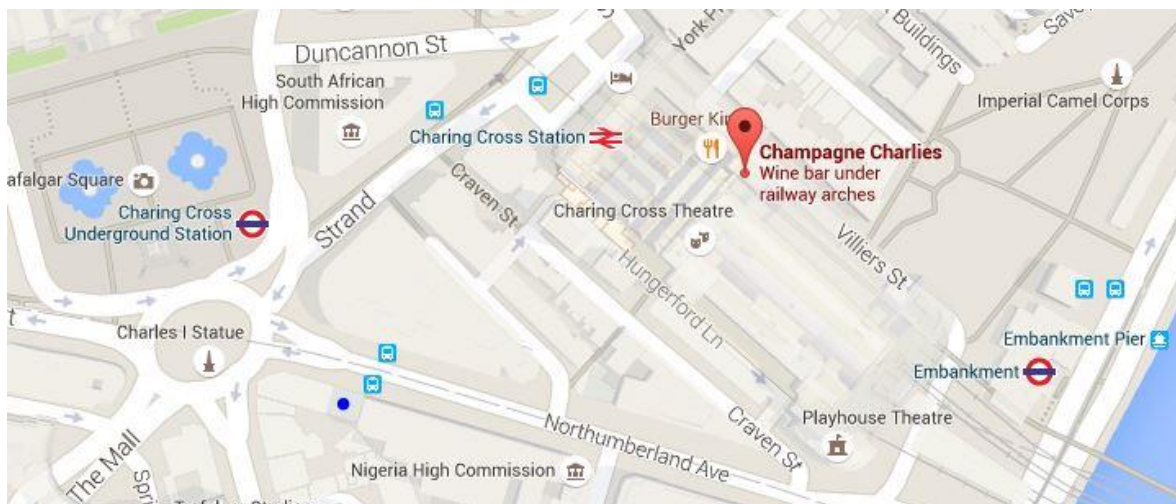 Duncannon St
South African
High Commission
York
Buildings
Imperial Camel Corps
Charing Cross Station
Burger
Champagne Charlies
Wine bar under
railway arches
afalgar Square
Charing Cross
Underground Station
Strand
Craven St
Charing Cross Theatre
Villiers St
Hungerford Ln
Charles I Statue
Embankment Pier
Embankment
Craven St
Playhouse Theatre
Northumberland Ave
Nigeria High Commission
The Mall